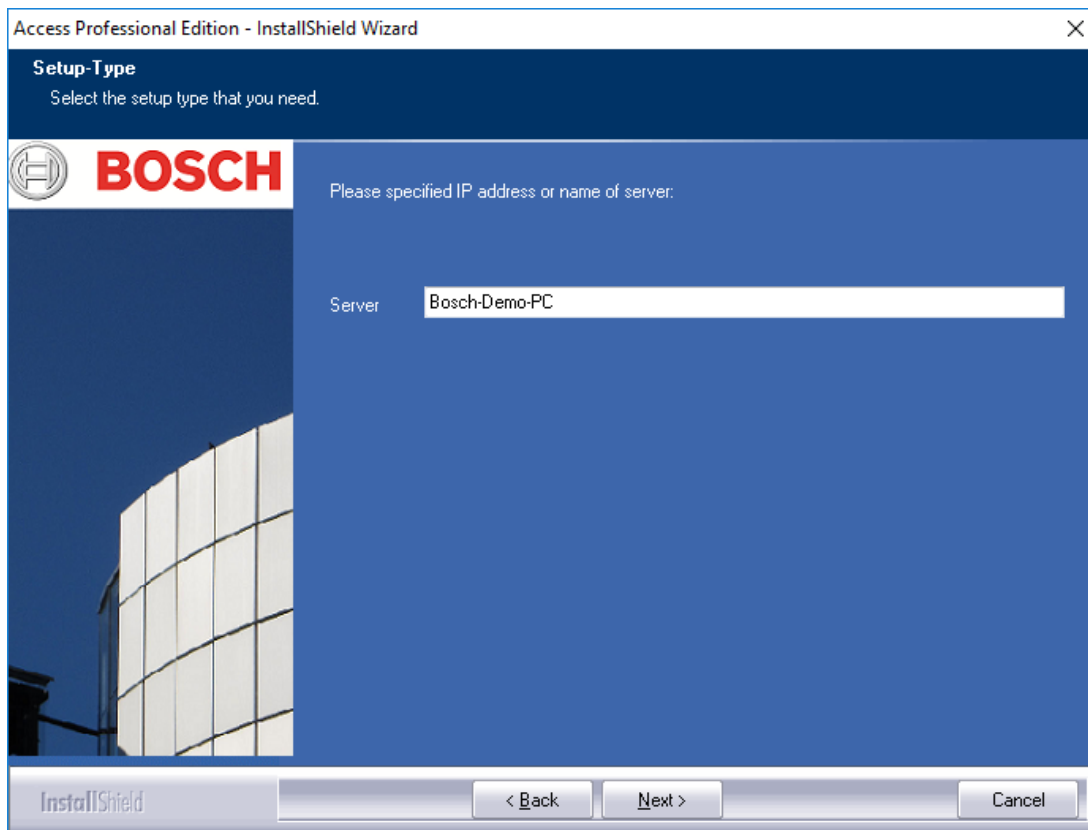 Access Professional Edition - InstallShield Wizard
Setup-Type
Select the setup type that you need.
BOSCH
Please specified IP address or name of server:
Server Bosch-Demo-PC
InstallShield
< Back Next > Cancel